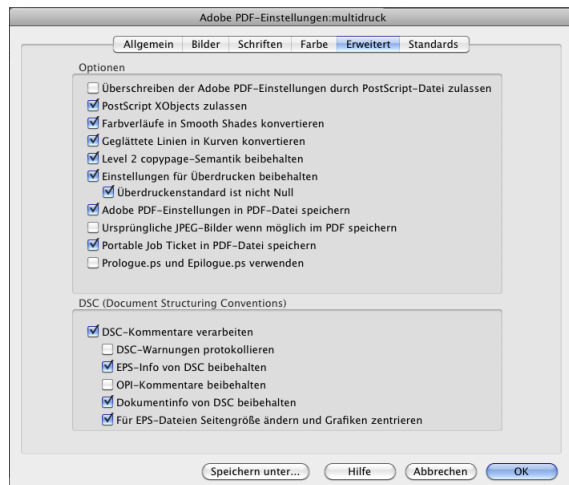 Adobe PDF-Einstellungen:multidruck
Allgemein Bilder Schriften Farbe Erweitert Standards
Optionen
Überschreiben der Adobe PDF-Einstellungen durch PostScript-Datei zulassen
PostScript XObjects zulassen
Farbverläufe in Smooth Shades konvertieren
Geglättete Linien in Kurven konvertieren
Level 2 copypage-Semantik beibehalten
Einstellungen für Überdrucken beibehalten
Überdruckenstandard ist nicht Null
Adobe PDF-Einstellungen in PDF-Datei speichern
Ursprüngliche JPEG-Bilder wenn möglich im PDF speichern
Portable Job Ticket in PDF-Datei speichern
Prologue.ps und Epilogue.ps verwenden
DSC (Document Structuring Conventions)
DSC-Kommentare verarbeiten
DSC-Warnungen protokollieren
EPS-Info von DSC beibehalten
OPI-Kommentare beibehalten
Dokumentinfo von DSC beibehalten
Für EPS-Dateien Seitengröße ändern und Grafiken zentrieren
Speichern unter... Hilfe Abbrechen OK